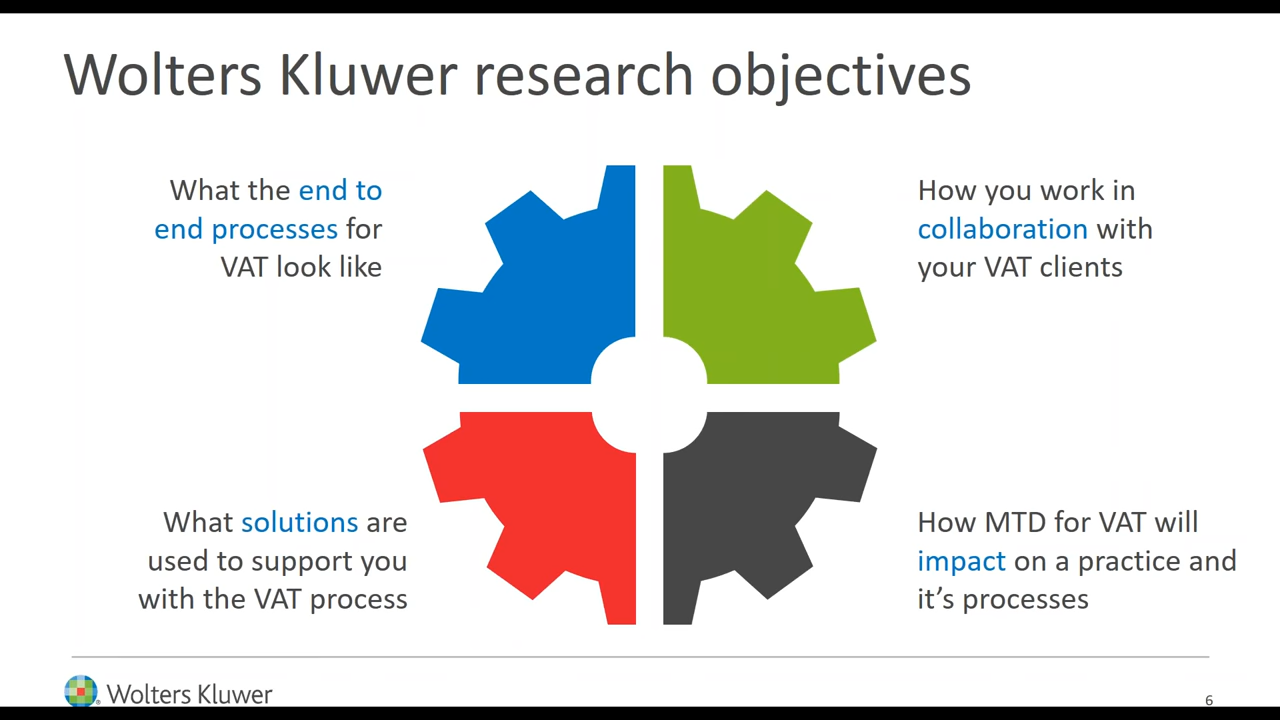 Wolters Kluwer research objectives
What the end to
end processes for
VAT look like
How you work in
collaboration with
your VAT clients
What solutions are
used to support you
with the VAT process
How MTD for VAT will
impact on a practice and
it’s processes
Wolters Kluwer
6